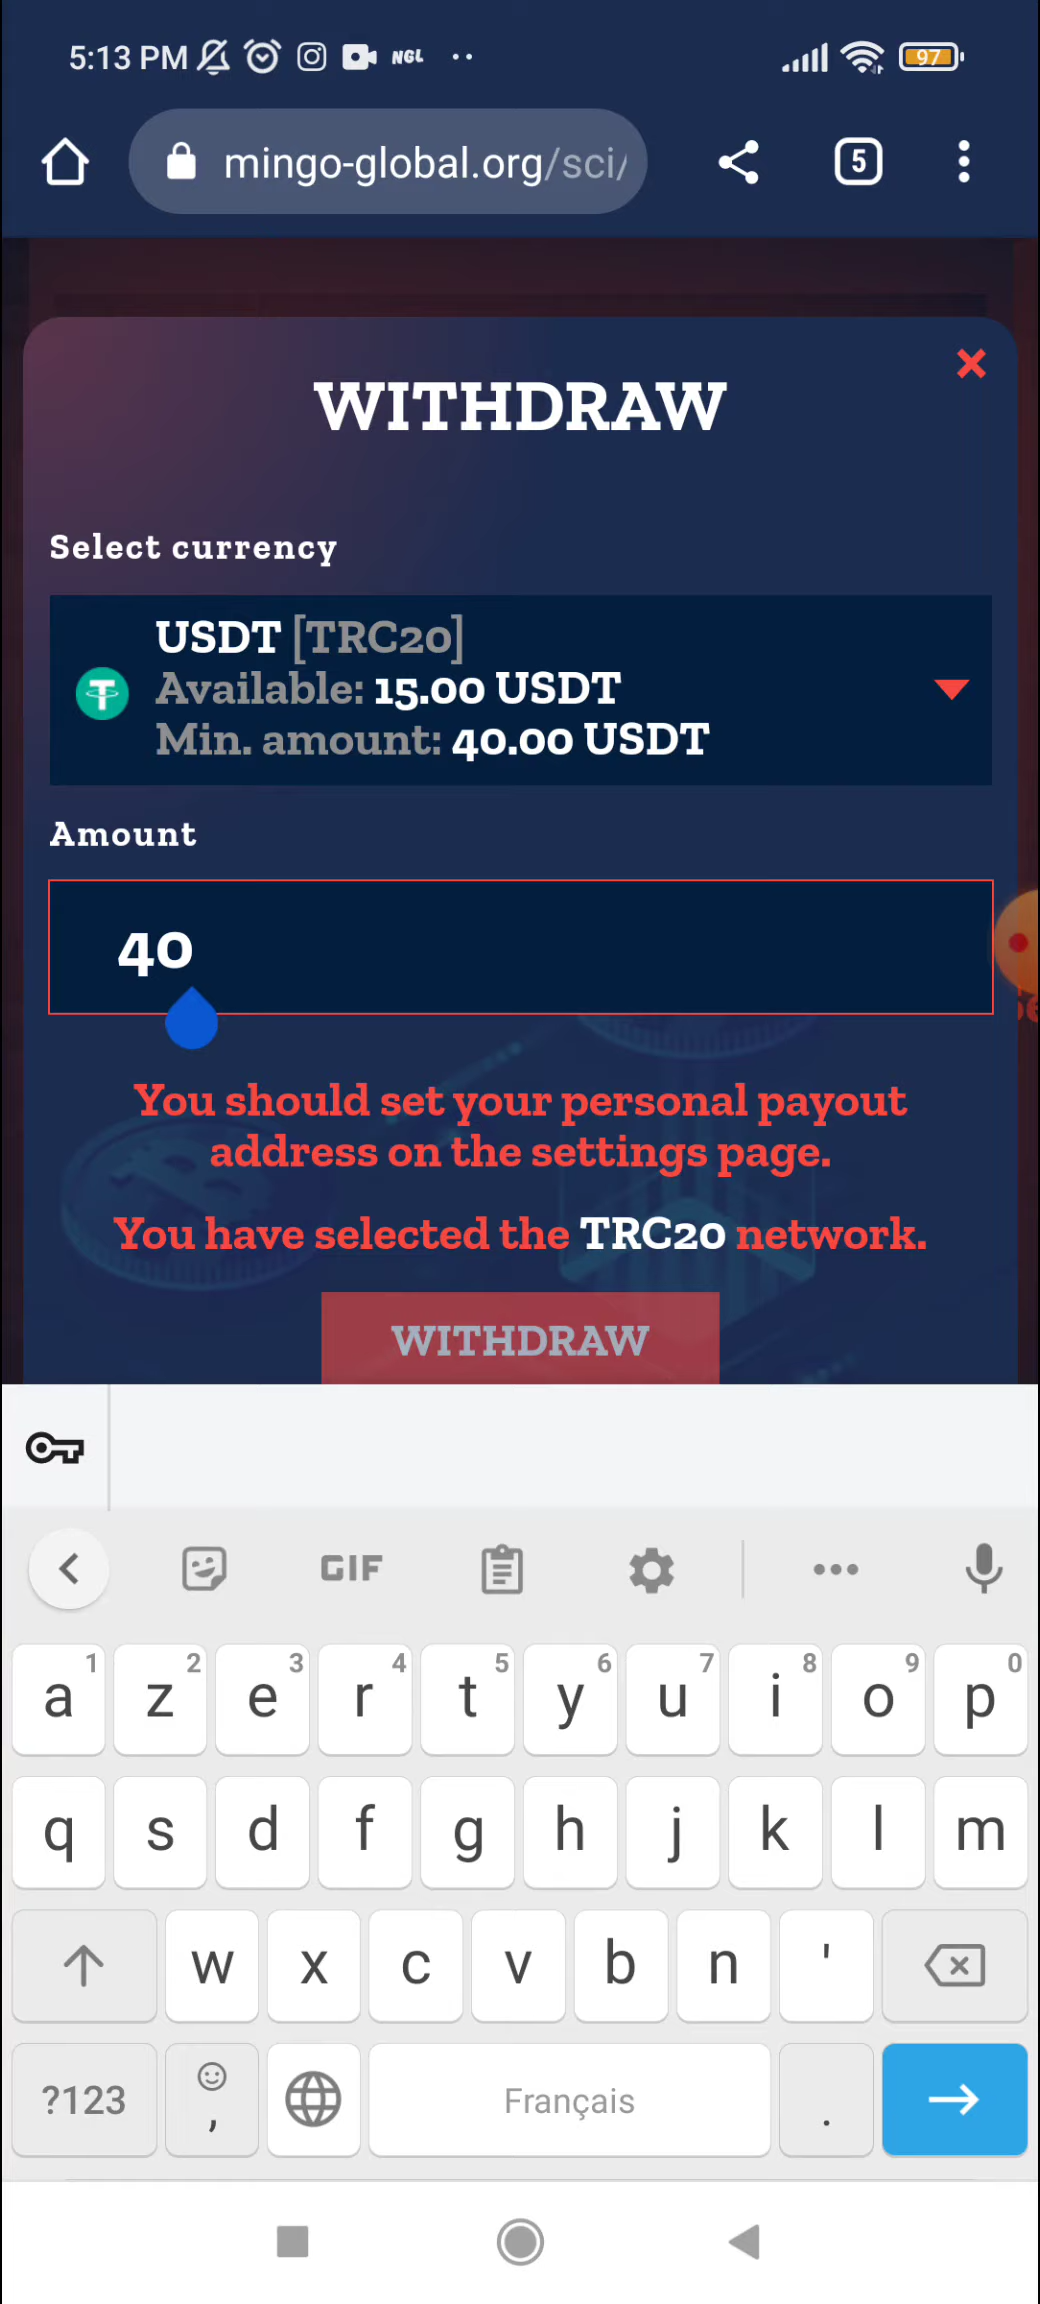 5:13 PM NGL 97
mingo-global.org/sci/ 5
WITHDRAW
Select currency
USDT [TRC20]
Available: 15.00 USDT
Min. amount: 40.00 USDT
Amount
40
You should set your personal payout
address on the settings page.
You have selected the TRC20 network.
WITHDRAW
GIF
a 1 z 2 e 3 r 4 t 5 y 6 u 7 i 8 o 9 p 0
q s d f g h j k l m
w x c v b n '
?123 , Français .